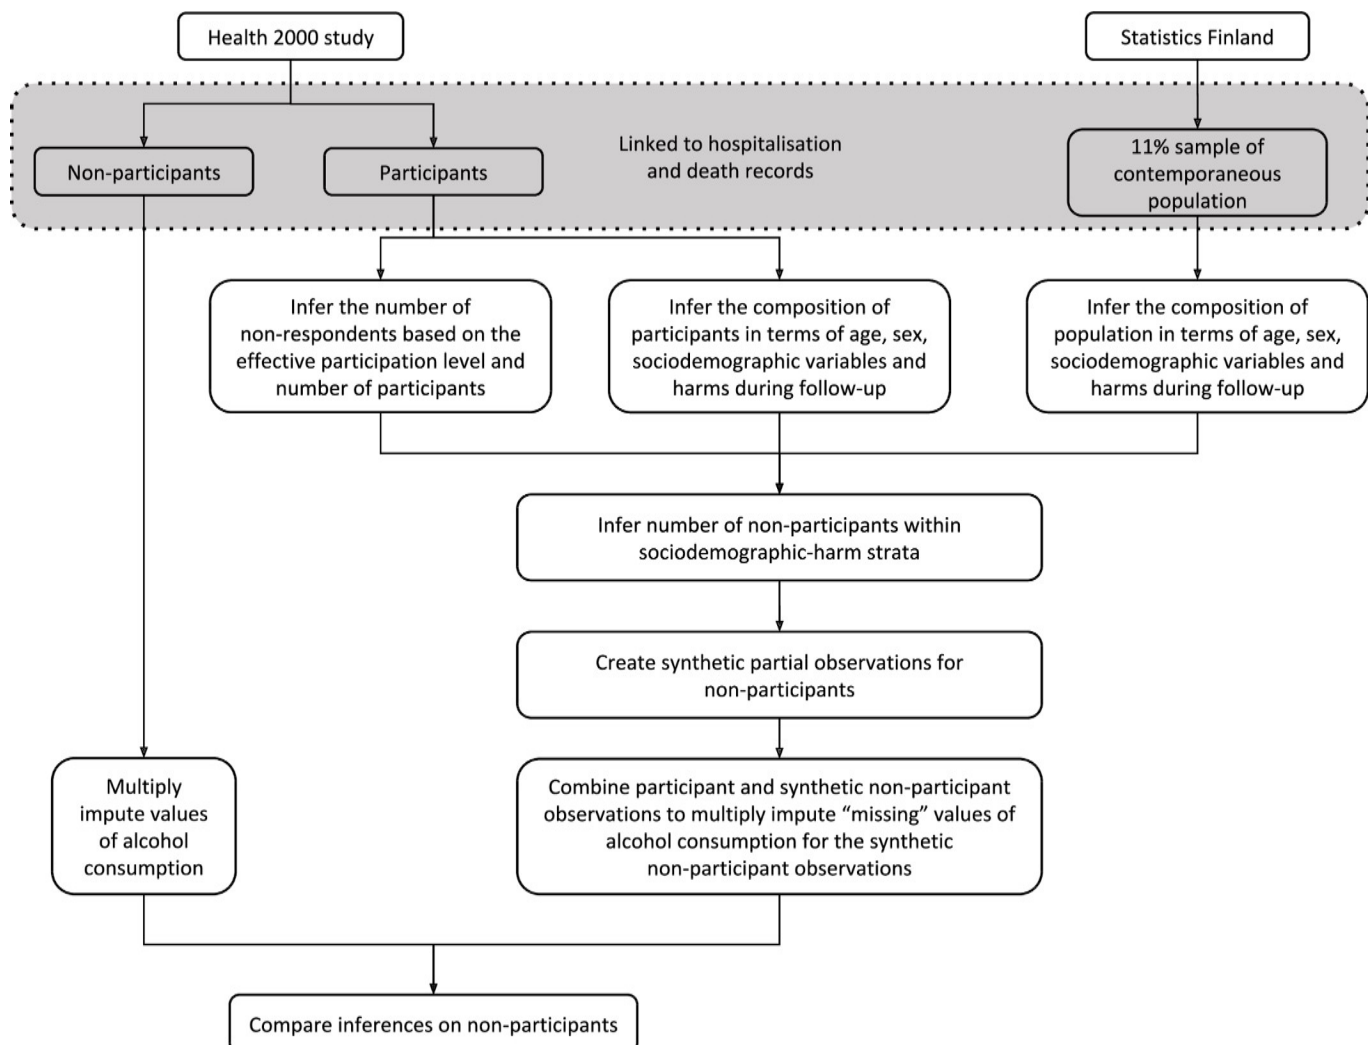 Health 2000 study
Statistics Finland
Non-participants
Participants
Linked to hospitalisation
and death records
11% sample of
contemporaneous
population
Infer the number of
non-respondents based on the
effective participation level and
number of participants
Infer the composition of
participants in terms of age, sex,
sociodemographic variables and
harms during follow-up
Infer the composition of
population in terms of age, sex,
sociodemographic variables and
harms during follow-up
Infer number of non-participants within
sociodemographic-harm strata
Create synthetic partial observations for
non-participants
Multiply
impute values
of alcohol
consumption
Combine participant and synthetic non-participant
observations to multiply impute “missing” values of
alcohol consumption for the synthetic
non-participant observations
Compare inferences on non-participants